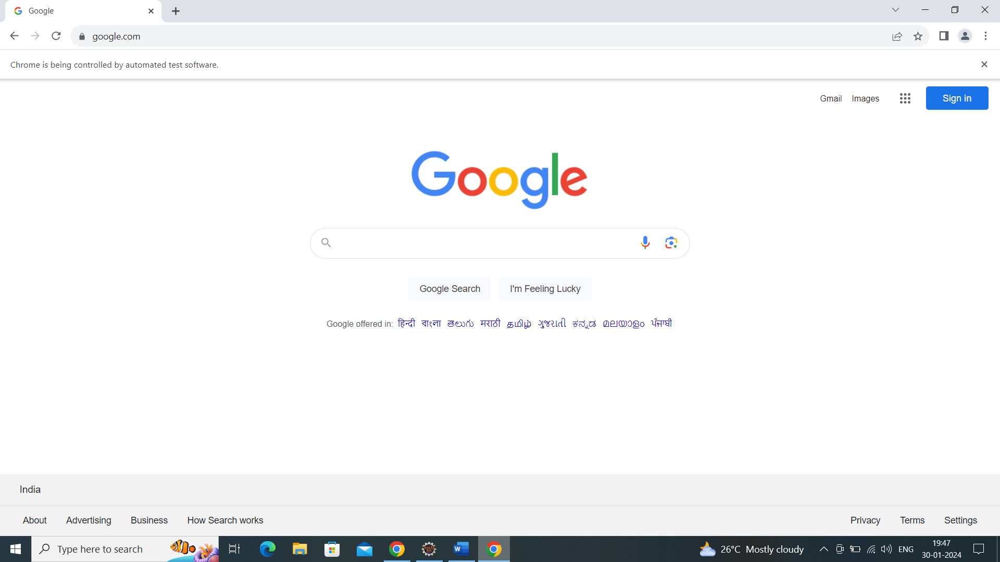 Google
google.com
Chrome is being controlled by automated test software.
Gmail Images Sign in
Google
Google Search I'm Feeling Lucky
Google offered in: हिन्दी বাংলা తెలుగు मराठी தமிழ் ગુજરાતી ಕನ್ನಡ മലയാളം ਪੰਜਾਬੀ
India
About Advertising Business How Search works Privacy Terms Settings
Type here to search 26°C Mostly cloudy ENG 19:47
30-01-2024